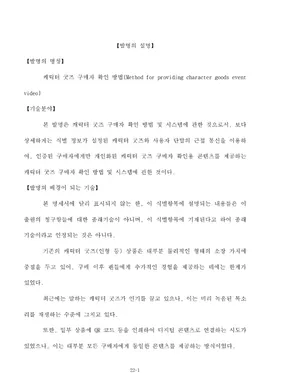 【발명의 설명】
【발명의 명칭】
캐릭터 굿즈 구매자 확인 방법{Method for providing character goods event
video}
【기술분야】
본 발명은 캐릭터 굿즈 구매자 확인 방법 및 시스템에 관한 것으로서, 보다
상세하게는 식별 정보가 설정된 캐릭터 굿즈와 사용자 단말의 근접 통신을 이용하
여, 인증된 구매자에게만 개인화된 캐릭터 굿즈 구매자 확인용 콘텐츠를 제공하는
캐릭터 굿즈 구매자 확인 방법 및 시스템에 관한 것이다.
【발명의 배경이 되는 기술】
본 명세서에서 달리 표시되지 않는 한, 이 식별항목에 설명되는 내용들은 이
출원의 청구항들에 대한 종래기술이 아니며, 이 식별항목에 기재된다고 하여 종래
기술이라고 인정되는 것은 아니다.
기존의 캐릭터 굿즈(인형 등) 상품은 대부분 물리적인 형태의 소장 가치에
중점을 두고 있어, 구매 이후 팬들에게 추가적인 경험을 제공하는 데에는 한계가
있었다.
최근에는 말하는 캐릭터 굿즈가 인기를 끌고 있으나, 이는 미리 녹음된 목소
리를 재생하는 수준에 그치고 있다.
또한, 일부 상품에 QR 코드 등을 인쇄하여 디지털 콘텐츠로 연결하는 시도가
있었으나, 이는 대부분 모든 구매자에게 동일한 콘텐츠를 제공하는 방식이었다.
22-1